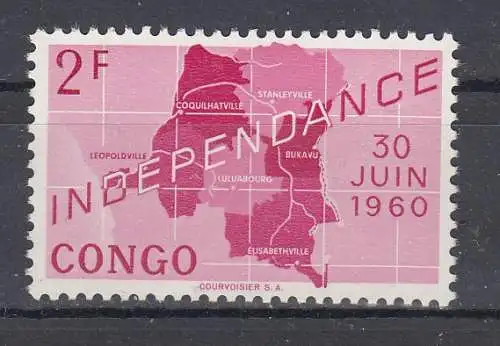 2F
STANLEYVILLE
COQUILHATVILLE
INDEPENDANCE
LEOPOLDVILLE
BUKAVU
LULUABOURG
30
JUIN
1960
ELISABETHVILLE
CONGO
COURVOISIER S.A.